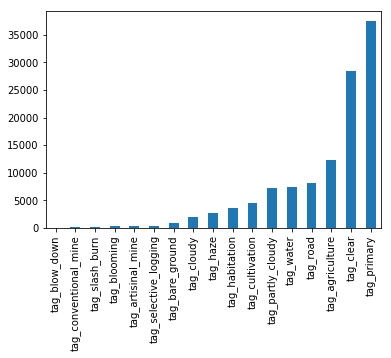 35000
30000
25000
20000
15000
10000
5000
0
tag_blow_down
tag_conventional_mine
tag_slash_burn
tag_blooming
tag_artisinal_mine
tag_selective_logging
tag_bare_ground
tag_cloudy
tag_haze
tag_habitation
tag_cultivation
tag_partly_cloudy
tag_water
tag_road
tag_agriculture
tag_clear
tag_primary